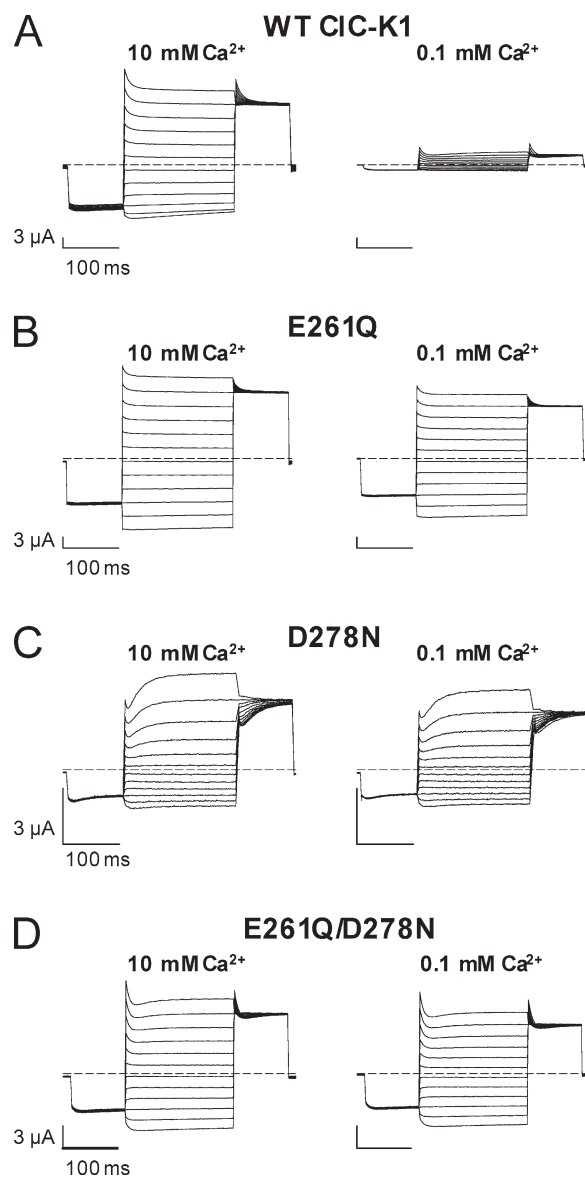 A
WT ClC-K1
10 mM Ca²⁺
0.1 mM Ca²⁺
3 µA
100 ms
B
E261Q
10 mM Ca²⁺
0.1 mM Ca²⁺
3 µA
100 ms
C
D278N
10 mM Ca²⁺
0.1 mM Ca²⁺
3 µA
100 ms
D
E261Q/D278N
10 mM Ca²⁺
0.1 mM Ca²⁺
3 µA
100 ms